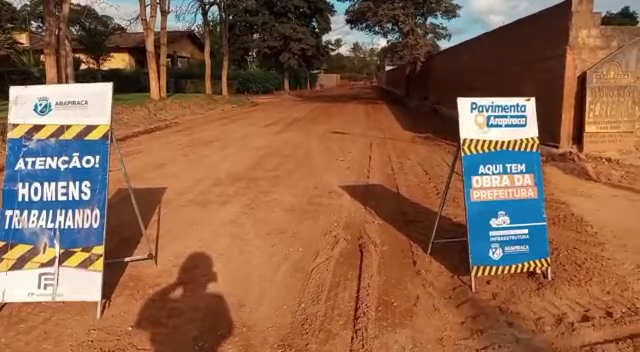 ARAPIRACA
ATENÇÃO!
HOMENS
TRABALHANDO
Pavimenta
Arapiraca
AQUI TEM
OBRA DA
PREFEITURA
INFRAESTRUTURA
ARAPIRACA